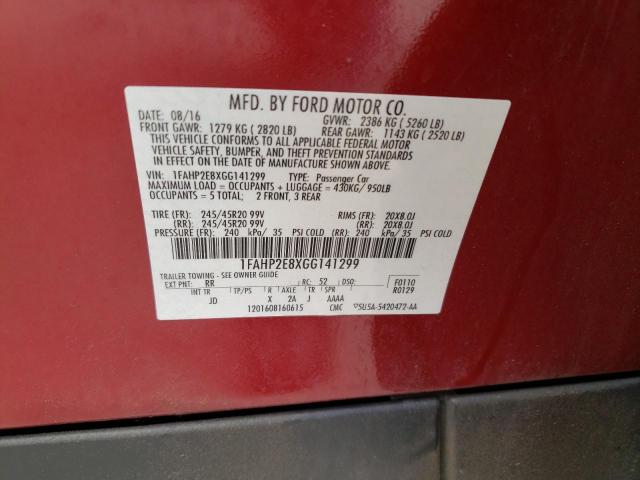 MFD. BY FORD MOTOR CO.
DATE: 08/16 GVWR: 2386 KG ( 5260 LB)
FRONT GAWR: 1279 KG ( 2820 LB) REAR GAWR: 1143 KG ( 2520 LB)
THIS VEHICLE CONFORMS TO ALL APPLICABLE FEDERAL MOTOR
VEHICLE SAFETY, BUMPER, AND THEFT PREVENTION STANDARDS
IN EFFECT ON THE DATE OF MANUFACTURE SHOWN ABOVE.
VIN: 1FAHP2E8XGG141299 TYPE: Passenger Car
MAXIMUM LOAD = OCCUPANTS + LUGGAGE = 430KG/ 950LB
OCCUPANTS = 5 TOTAL; 2 FRONT, 3 REAR
TIRE (FR): 245/45R20 99V RIMS (FR): 20X8.0J
(RR): 245/45R20 99V (RR): 20X8.0J
PRESSURE (FR): 240 kPa/ 35 PSI COLD (RR): 240 kPa/ 35 PSI COLD
1FAHP2E8XGG141299
TRAILER TOWING - SEE OWNER GUIDE
EXT PNT: RR RC: 52 DSO: F0110
INT TR TP/PS R AXLE TR SPR R0129
JD X 2A J AAAA
1201608160615 CMC 5U5A-5420472-AA